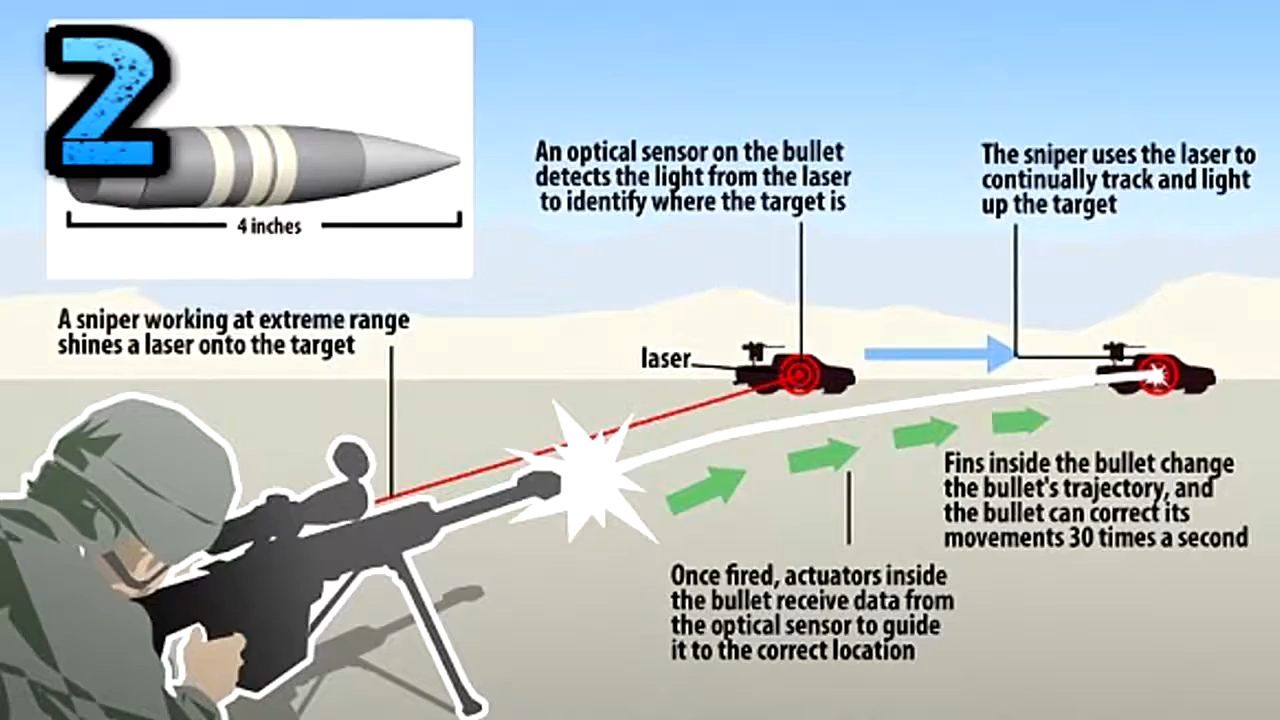 2
4 inches
An optical sensor on the bullet
detects the light from the laser
to identify where the target is
The sniper uses the laser to
continually track and light
up the target
A sniper working at extreme range
shines a laser onto the target
laser
Fins inside the bullet change
the bullet's trajectory, and
the bullet can correct its
movements 30 times a second
Once fired, actuators inside
the bullet receive data from
the optical sensor to guide
it to the correct location